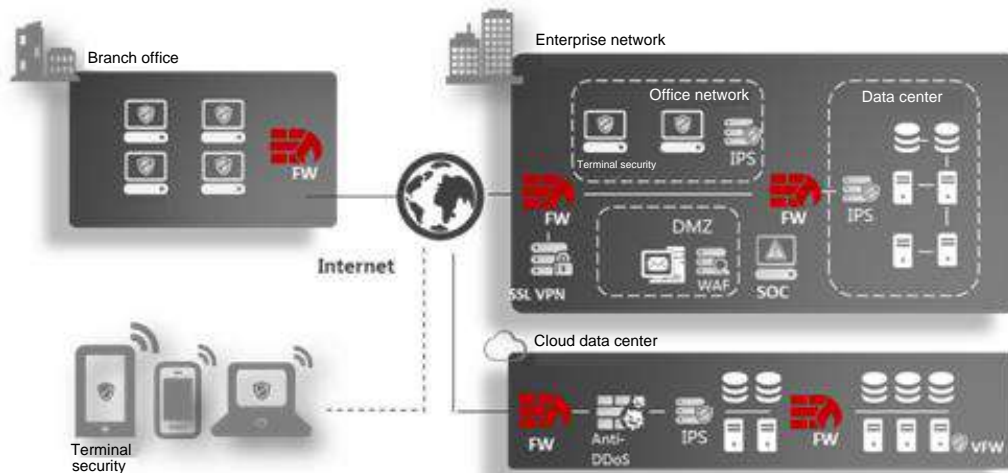 Branch office
FW
Internet
Terminal
security
Enterprise network
Office network
Terminal security
IPS
Data center
FW
FW
IPS
SSL VPN
DMZ
WAF
SOC
Cloud data center
FW
Anti-
DDoS
IPS
FW
VFW